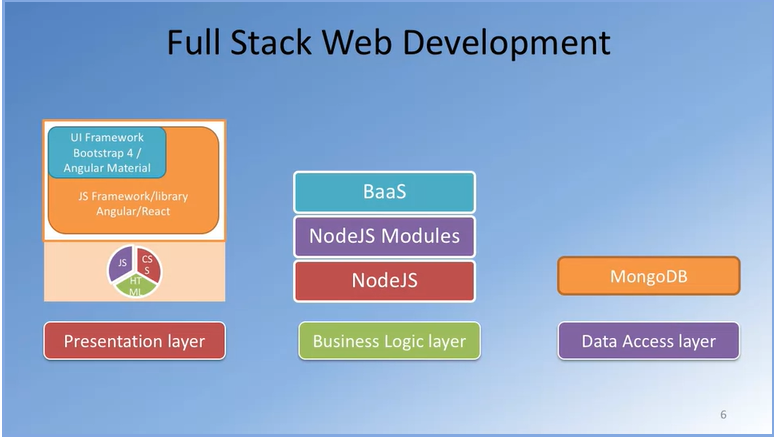 Full Stack Web Development
UI Framework
Bootstrap 4 /
Angular Material
JS Framework/library
Angular/React
JS
CS
S
HT
ML
Presentation layer
BaaS
NodeJS Modules
NodeJS
Business Logic layer
MongoDB
Data Access layer
6